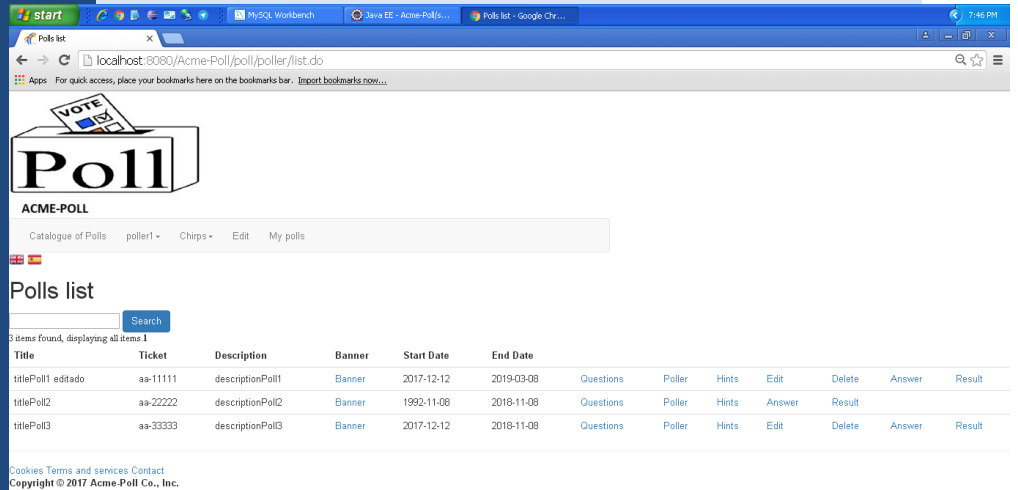 start MySQL Workbench Java EE - Acme-Poll/s... Polls list - Google Chr... 7:46 PM
Polls list
localhost:8080/Acme-Poll/poll/poller/list.do
Apps For quick access, place your bookmarks here on the bookmarks bar. Import bookmarks now...
VOTE
Poll
ACME-POLL
Catalogue of Polls poller1 Chirps Edit My polls
Polls list
Search
3 items found, displaying all items.1
Title Ticket Description Banner Start Date End Date
titlePoll1 editado aa-11111 descriptionPoll1 Banner 2017-12-12 2019-03-08 Questions Poller Hints Edit Delete Answer Result
titlePoll2 aa-22222 descriptionPoll2 Banner 1992-11-08 2018-11-08 Questions Poller Hints Answer Result
titlePoll3 aa-33333 descriptionPoll3 Banner 2017-12-12 2018-11-08 Questions Poller Hints Edit Delete Answer Result
Cookies Terms and services Contact
Copyright © 2017 Acme-Poll Co., Inc.